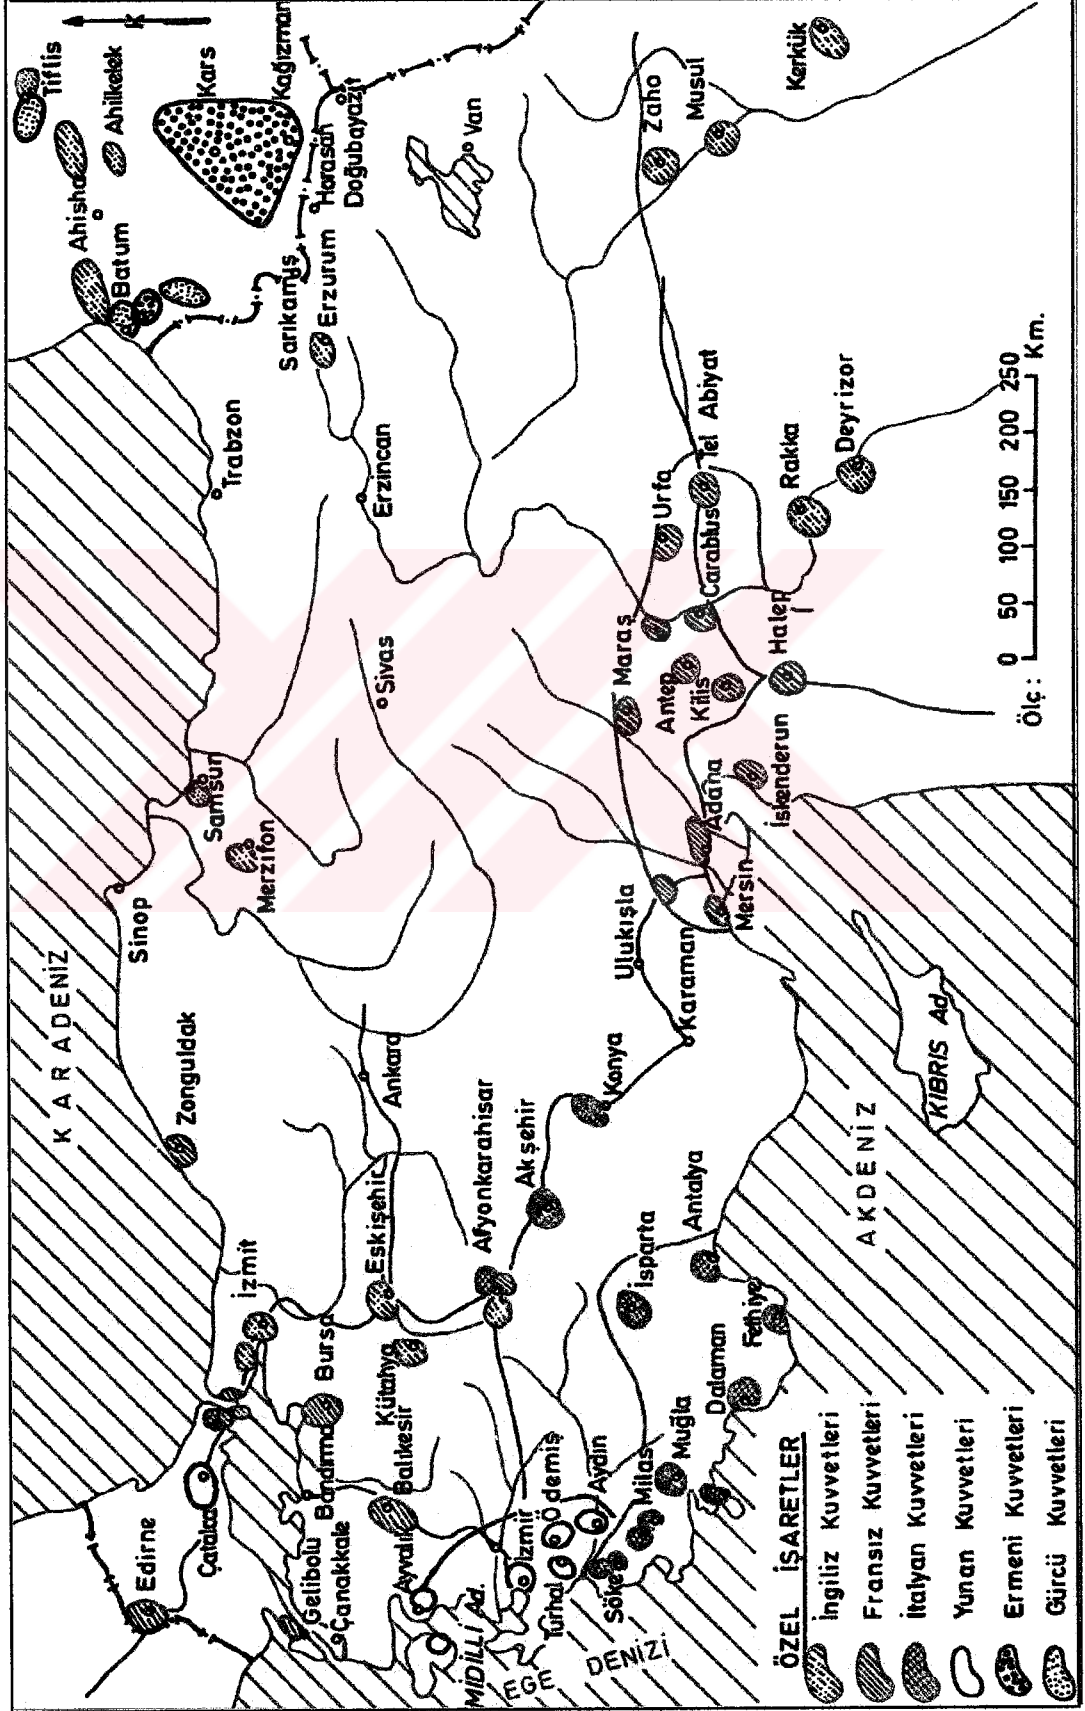 K
KARADENİZ
Tiflis
Ahilkelek
Ahısha
Batum
Kars
Kağızman
Sarıkamış
Horasan
Doğubayazıt
Erzurum
Van
Trabzon
Erzincan
Sivas
Samsun
Merzifon
Sinop
Zonguldak
Ankara
İzmit
Eskişehir
Bursa
Kütahya
Bandırma
Balıkesir
Edirne
Çatalca
Gelibolu
Çanakkale
Ayvalık
MİDİLLİ Ad.
EGE DENİZİ
İzmir
Turhal
Ödemiş
Aydın
Söke
Milas
Muğla
Dalaman
Fethiye
Antalya
Isparta
Afyonkarahisar
Akşehir
Konya
Karaman
Ulukışla
Mersin
Adana
İskenderun
Maraş
Antep
Kilis
Halep
Carablus
Urfa
Tel Abiyat
Rakka
Deyrizor
Zaho
Musul
Kerkük
AKDENİZ
KIBRIS Ad.
Ölç: 0 50 100 150 200 250 Km.
ÖZEL İŞARETLER
İngiliz Kuvvetleri
Fransız Kuvvetleri
İtalyan Kuvvetleri
Yunan Kuvvetleri
Ermeni Kuvvetleri
Gürcü Kuvvetleri